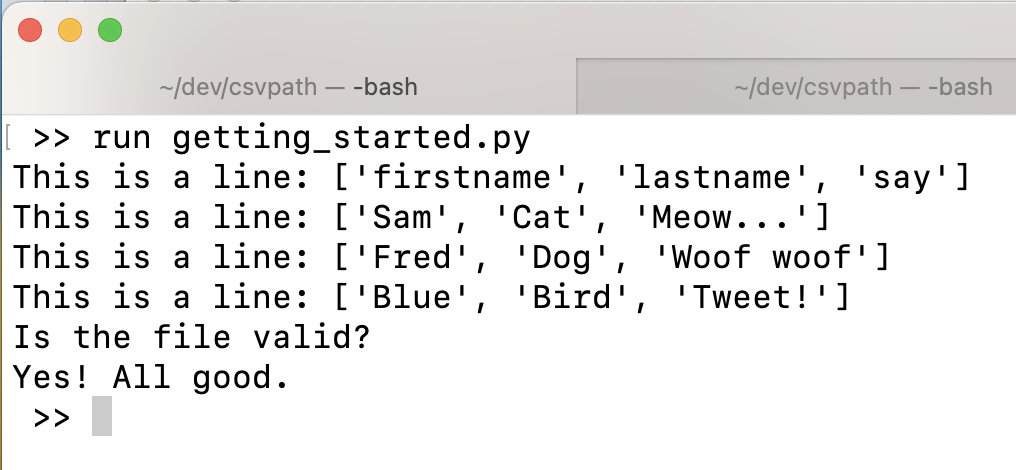 ~/dev/csvpath — -bash
~/dev/csvpath — -bash
[ >> run getting_started.py
This is a line: ['firstname', 'lastname', 'say']
This is a line: ['Sam', 'Cat', 'Meow...']
This is a line: ['Fred', 'Dog', 'Woof woof']
This is a line: ['Blue', 'Bird', 'Tweet!']
Is the file valid?
Yes! All good.
>>